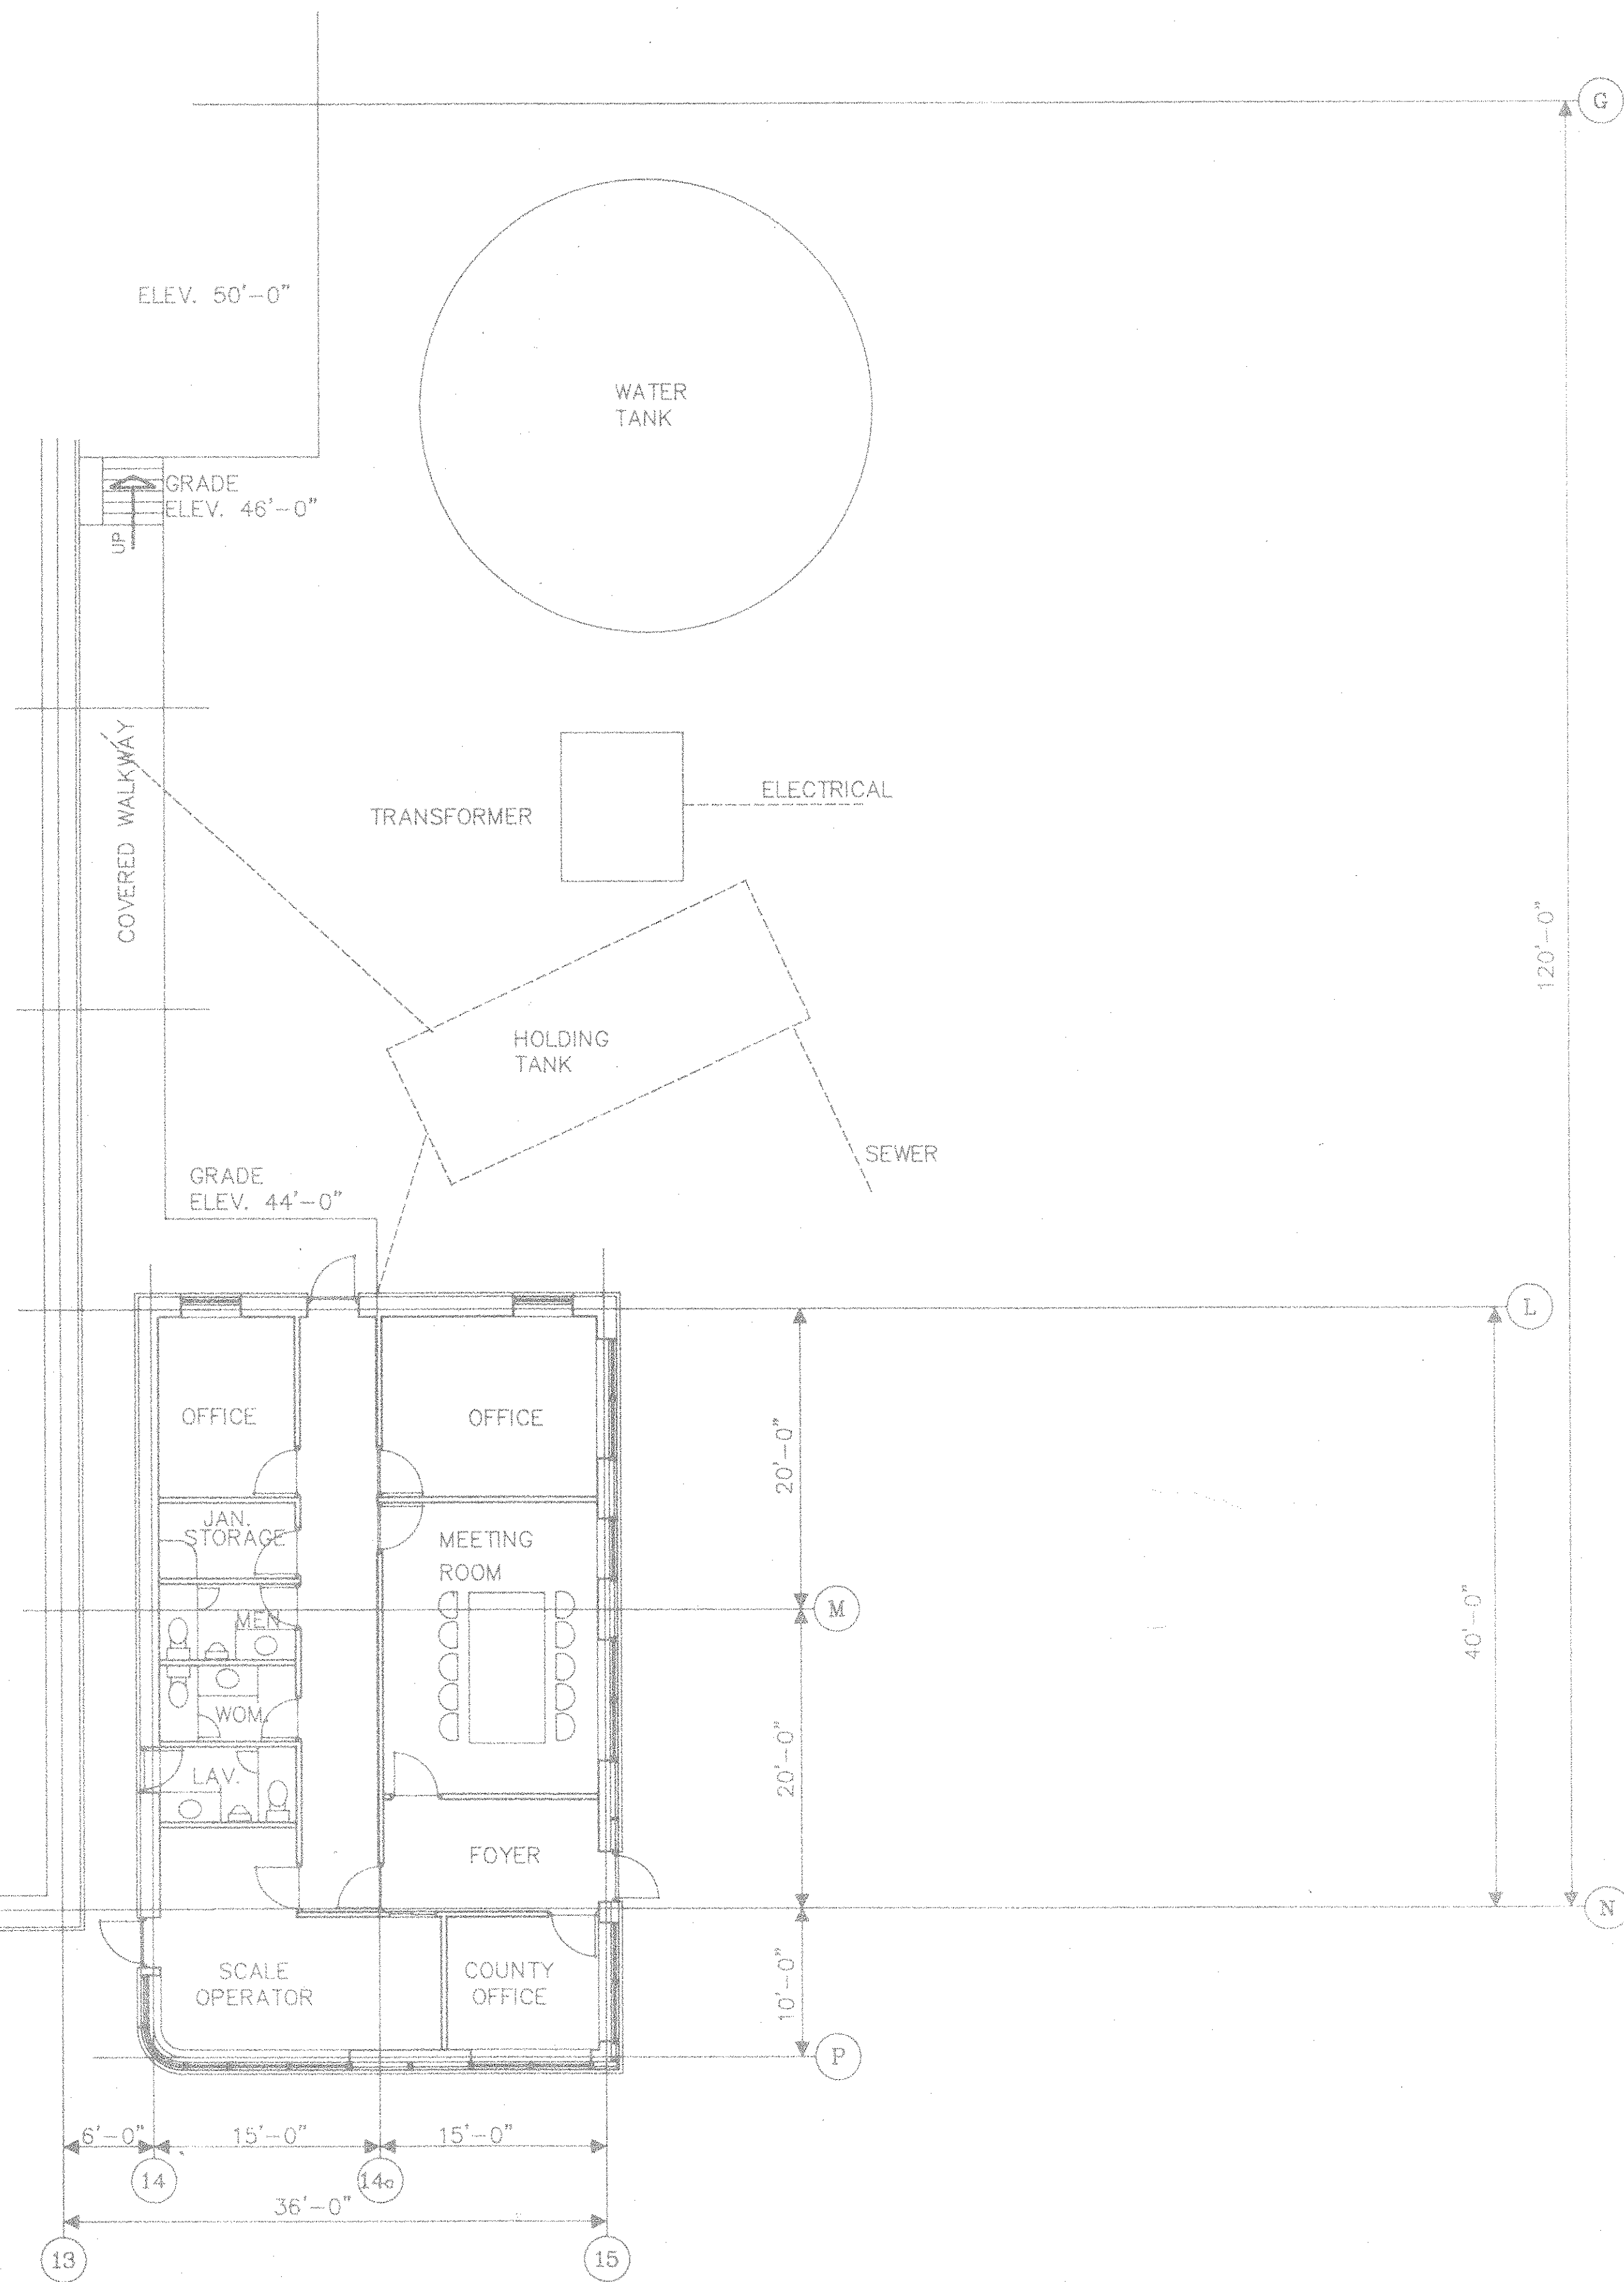 G
ELEV. 50'-0"
WATER
TANK
GRADE
ELEV. 46'-0"
UP
COVERED WALKWAY
ELECTRICAL
TRANSFORMER
120'-0"
HOLDING
TANK
SEWER
GRADE
ELEV. 44'-0"
L
OFFICE
OFFICE
20'-0"
JAN.
STORAGE
MEETING
ROOM
MEN
M
40'-0"
WOM.
LAV.
20'-0"
FOYER
N
SCALE
OPERATOR
COUNTY
OFFICE
10'-0"
P
6'-0"
15'-0"
15'-0"
14
14a
36'-0"
13
15